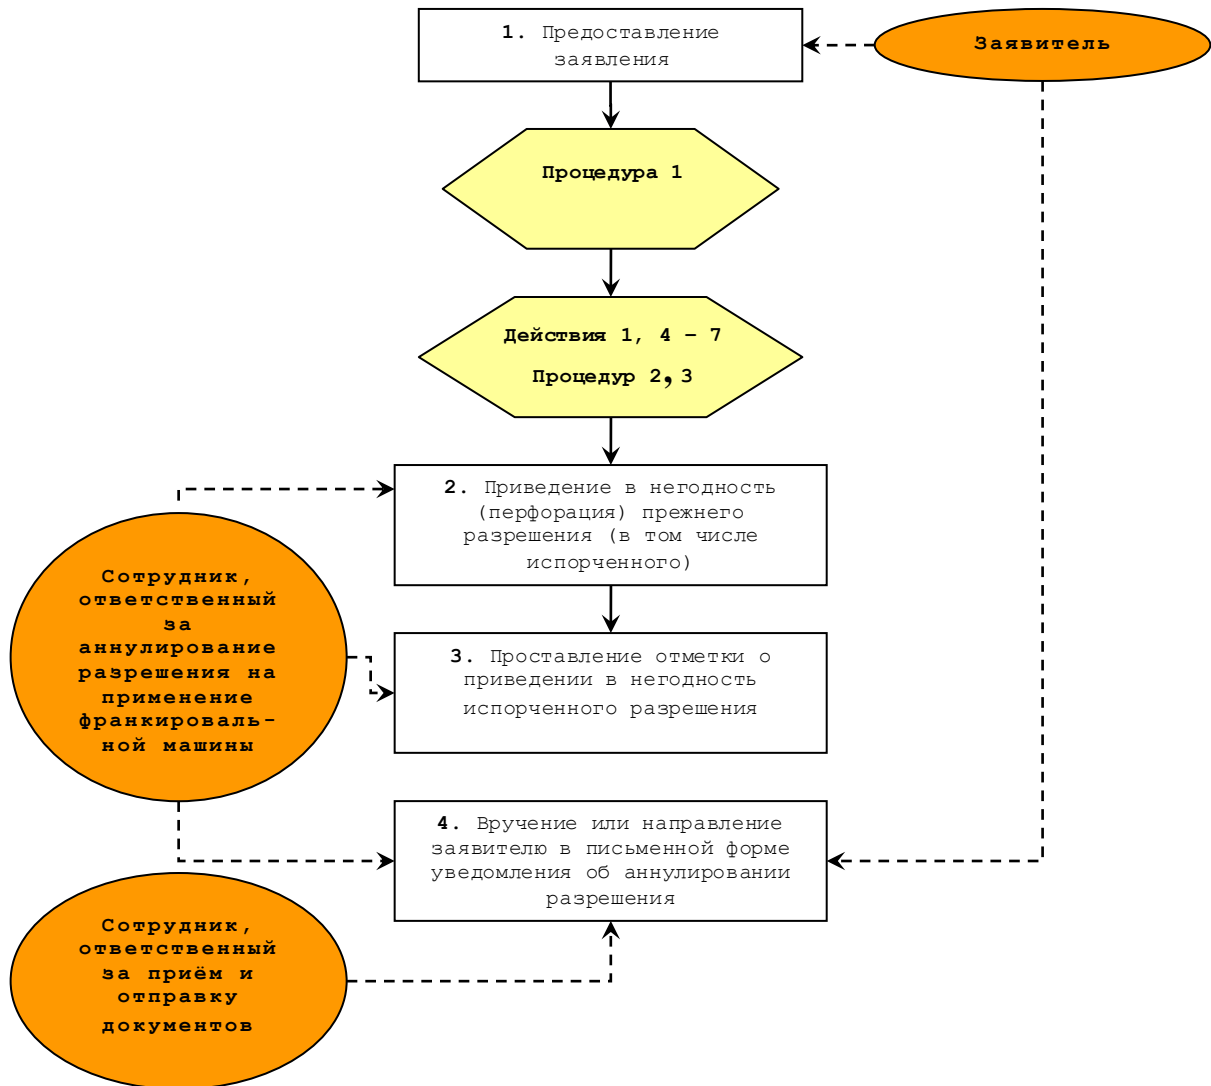 1. Предоставление
заявления
Заявитель
Процедура 1
Действия 1, 4 – 7
Процедур 2, 3
2. Приведение в негодность
(перфорация) прежнего
разрешения (в том числе
испорченного)
Сотрудник,
ответственный
за
аннулирование
разрешения на
применение
франкироваль-
ной машины
3. Проставление отметки о
приведении в негодность
испорченного разрешения
4. Вручение или направление
заявителю в письменной форме
уведомления об аннулировании
разрешения
Сотрудник,
ответственный
за приём и
отправку
документов